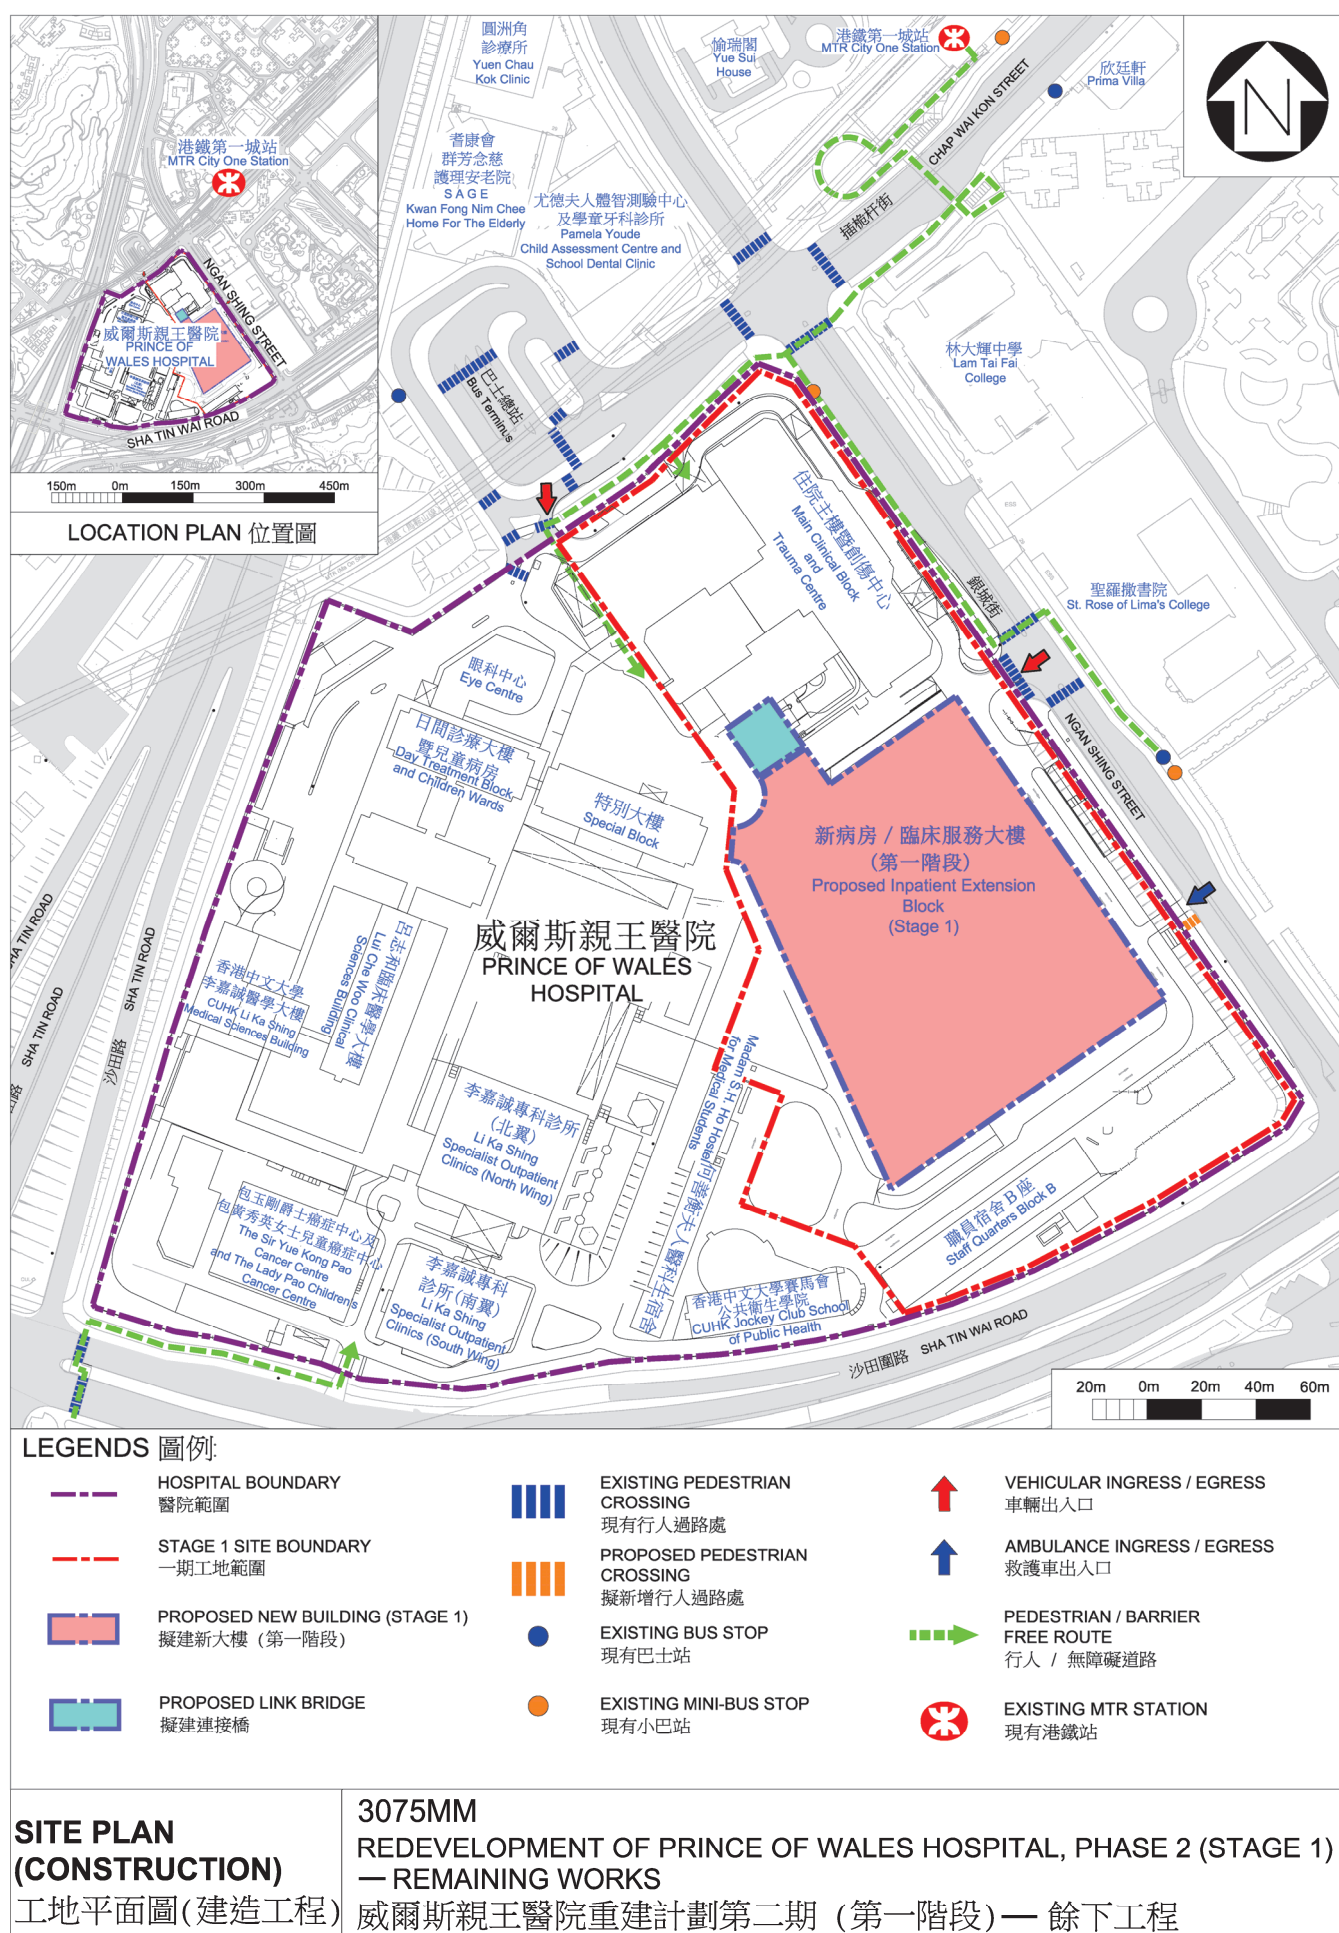 港鐵第一城站
MTR City One Station
威爾斯親王醫院
PRINCE OF
WALES HOSPITAL
NGAN SHING STREET
SHA TIN WAI ROAD
150m 0m 150m 300m 450m
LOCATION PLAN 位置圖
圓洲角
診療所
Yuen Chau
Kok Clinic
愉瑞閣
Yue Sui
House
港鐵第一城站
MTR City One Station
欣廷軒
Prima Villa
N
耆康會
群芳念慈
護理安老院
S A G E
Kwan Fong Nim Chee
Home For The Elderly
尤德夫人體智測驗中心
及學童牙科診所
Pamela Youde
Child Assessment Centre and
School Dental Clinic
CHAP WAI KON STREET
插桅杆街
巴士總站
Bus Terminus
林大輝中學
Lam Tai Fai
College
住院主樓暨創傷中心
Main Clinical Block
and
Trauma Centre
銀城街
聖羅撒書院
St. Rose of Lima's College
NGAN SHING STREET
眼科中心
Eye Centre
日間診療大樓
暨兒童病房
Day Treatment Block
and Children Wards
特別大樓
Special Block
新病房 / 臨床服務大樓
(第一階段)
Proposed Inpatient Extension
Block
(Stage 1)
威爾斯親王醫院
PRINCE OF WALES
HOSPITAL
呂志和臨床醫學大樓
Lui Che Woo Clinical
Sciences Building
香港中文大學
李嘉誠醫學大樓
CUHK Li Ka Shing
Medical Sciences Building
SHA TIN ROAD
SHA TIN ROAD
SHA TIN ROAD
沙田路
李嘉誠專科診所
(北翼)
Li Ka Shing
Specialist Outpatient
Clinics (North Wing)
Madam S.H. Ho Hostel
for Medical Students
何善衡夫人醫科生宿舍
包玉剛爵士癌症中心及
包黃秀英女士兒童癌症中心
The Sir Yue Kong Pao
Cancer Centre
and The Lady Pao Children's
Cancer Centre
李嘉誠專科
診所(南翼)
Li Ka Shing
Specialist Outpatient
Clinics (South Wing)
職員宿舍B座
Staff Quarters Block B
香港中文大學賽馬會
公共衛生學院
CUHK Jockey Club School
of Public Health
沙田圍路 SHA TIN WAI ROAD
20m 0m 20m 40m 60m
LEGENDS 圖例:
HOSPITAL BOUNDARY
醫院範圍
STAGE 1 SITE BOUNDARY
一期工地範圍
PROPOSED NEW BUILDING (STAGE 1)
擬建新大樓 (第一階段)
PROPOSED LINK BRIDGE
擬建連接橋
EXISTING PEDESTRIAN
CROSSING
現有行人過路處
PROPOSED PEDESTRIAN
CROSSING
擬新增行人過路處
EXISTING BUS STOP
現有巴士站
EXISTING MINI-BUS STOP
現有小巴站
VEHICULAR INGRESS / EGRESS
車輛出入口
AMBULANCE INGRESS / EGRESS
救護車出入口
PEDESTRIAN / BARRIER
FREE ROUTE
行人 / 無障礙道路
EXISTING MTR STATION
現有港鐵站
SITE PLAN
(CONSTRUCTION)
工地平面圖(建造工程)
3075MM
REDEVELOPMENT OF PRINCE OF WALES HOSPITAL, PHASE 2 (STAGE 1)
— REMAINING WORKS
威爾斯親王醫院重建計劃第二期 (第一階段) — 餘下工程